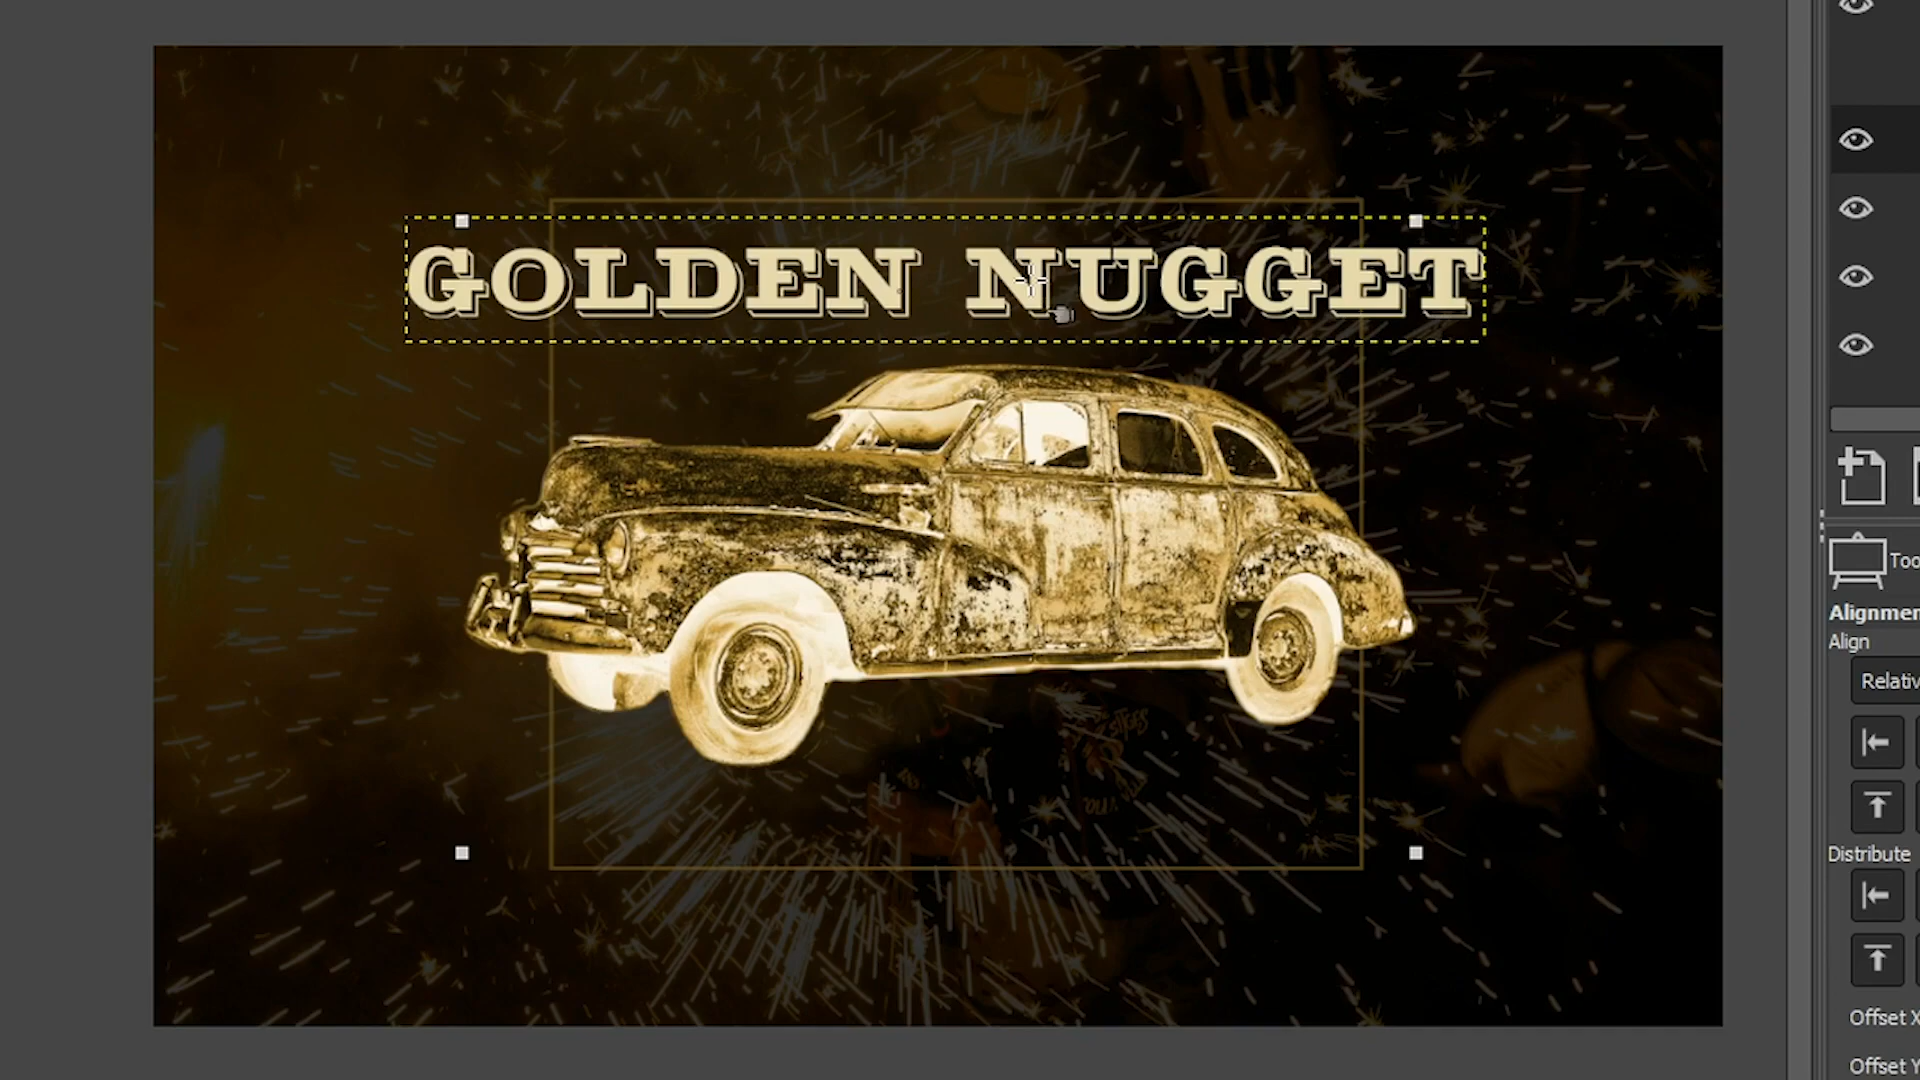 GOLDEN NUGGET
Too
Alignmen
Align
Relativ
Distribute
Offset X
Offset Y